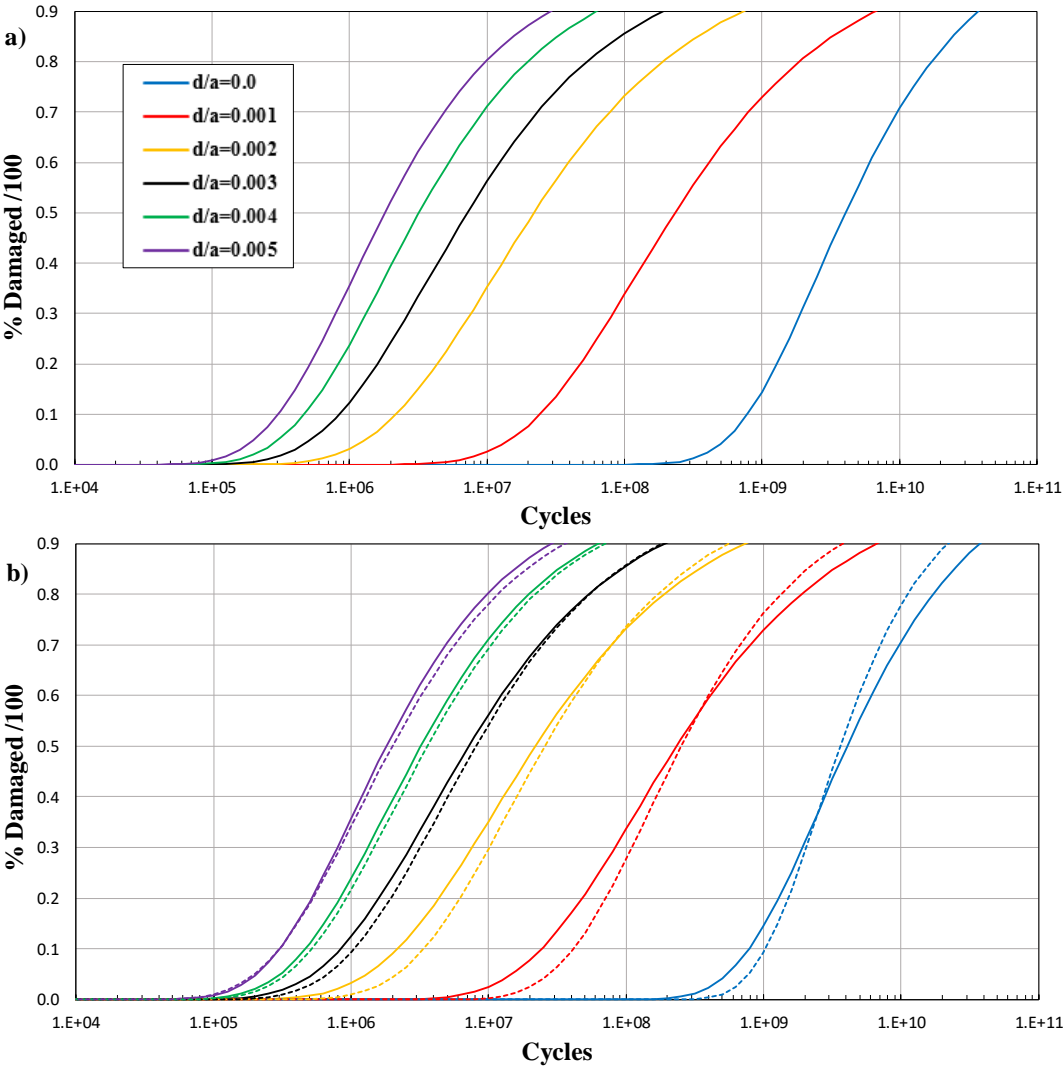 a)
0.9
0.8
0.7
0.6
0.5
0.4
0.3
0.2
0.1
0.0
% Damaged /100
d/a=0.0
d/a=0.001
d/a=0.002
d/a=0.003
d/a=0.004
d/a=0.005
1.E+04 1.E+05 1.E+06 1.E+07 1.E+08 1.E+09 1.E+10 1.E+11
Cycles
b)
0.9
0.8
0.7
0.6
0.5
0.4
0.3
0.2
0.1
0.0
% Damaged /100
1.E+04 1.E+05 1.E+06 1.E+07 1.E+08 1.E+09 1.E+10 1.E+11
Cycles